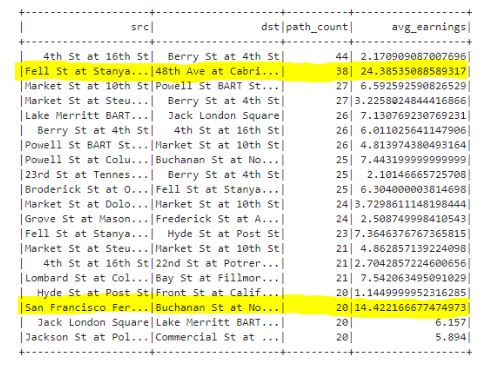 +--------------------+--------------------+----------+------------------+
| src| dst|path_count| avg_earnings|
+--------------------+--------------------+----------+------------------+
| 4th St at 16th St| Berry St at 4th St| 44| 2.170909087007696|
|Fell St at Stanya...|48th Ave at Cabri...| 38| 24.38535088589317|
|Market St at 10th St|Powell St BART St...| 27| 6.592592590826529|
|Market St at Steu...| Berry St at 4th St| 27|3.2258024844416866|
|Lake Merritt BART...| Jack London Square| 26| 7.130769230769231|
| Berry St at 4th St| 4th St at 16th St| 26| 6.011025641147906|
|Powell St BART St...|Market St at 10th St| 26| 4.813974380493164|
|Powell St at Colu...|Buchanan St at No...| 25| 7.443199999999999|
|23rd St at Tennes...| Berry St at 4th St| 25| 2.10146665725708|
|Broderick St at O...|Fell St at Stanya...| 25| 6.304000003814698|
|Market St at Dolo...|Market St at 10th St| 24|3.7298611148198444|
|Grove St at Mason...|Frederick St at A...| 24| 2.508749998410543|
|Fell St at Stanya...| Hyde St at Post St| 23|7.3646376767365815|
|Market St at Steu...|Market St at 10th St| 21| 4.862857139224098|
| 4th St at 16th St|22nd St at Potrer...| 21|2.7042857224600656|
|Lombard St at Col...|Bay St at Fillmor...| 21| 7.542063495091029|
| Hyde St at Post St|Front St at Calif...| 20|1.1449999952316285|
|San Francisco Fer...|Buchanan St at No...| 20|14.422166677474973|
| Jack London Square|Lake Merritt BART...| 20| 6.157|
|Jackson St at Pol...|Commercial St at ...| 20| 5.894|
+--------------------+--------------------+----------+------------------+